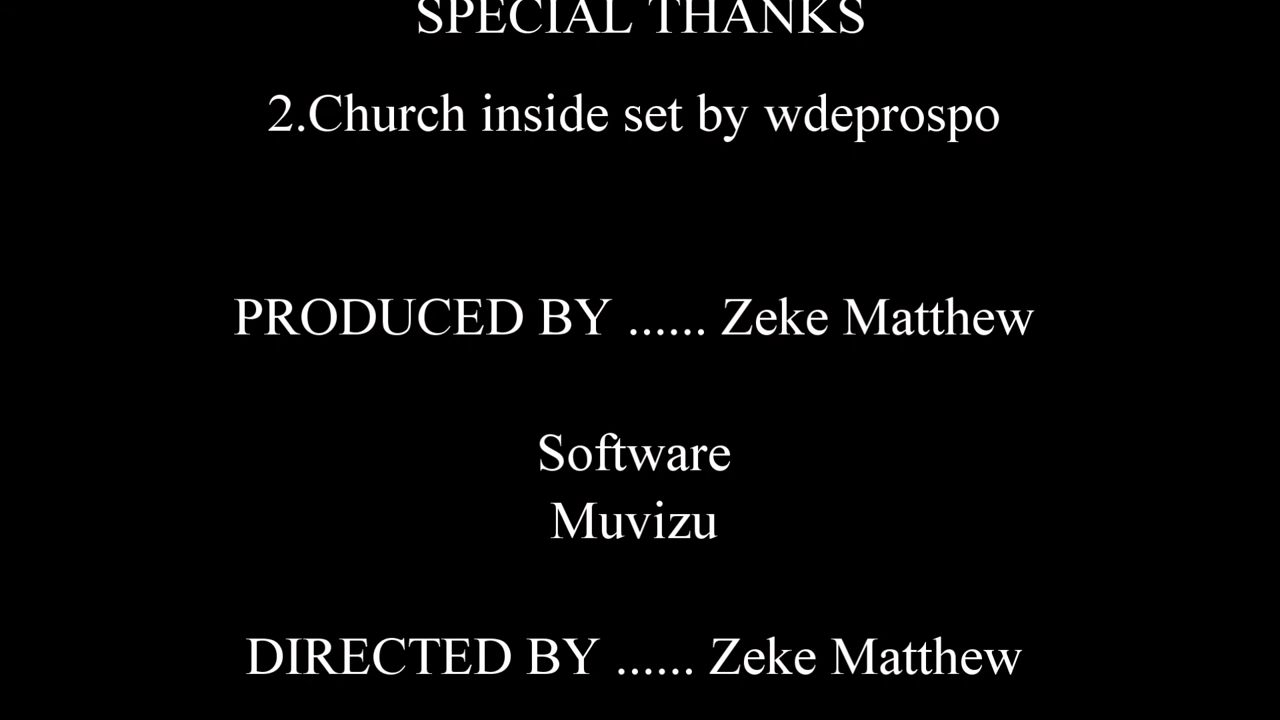 SPECIAL THANKS
2.Church inside set by wdeprospo
PRODUCED BY ...... Zeke Matthew
Software
Muvizu
DIRECTED BY ...... Zeke Matthew